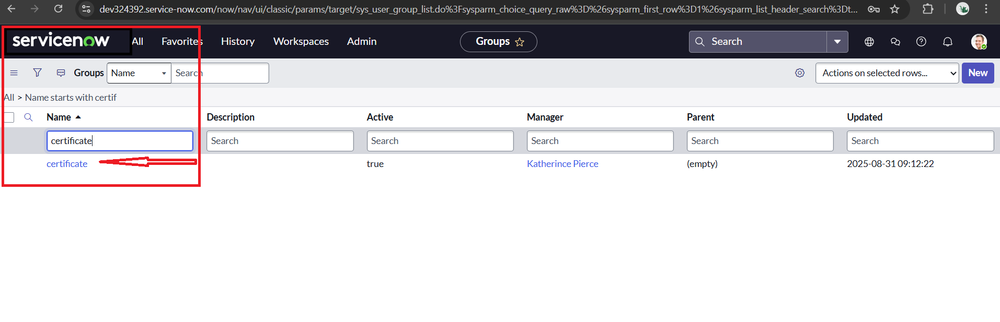 dev324392.service-now.com/now/nav/ui/classic/params/target/sys_user_group_list.do%3Fsysparm_choice_query_raw%3D%26sysparm_first_row%3D1%26sysparm_list_header_search%3Dt...
servicenow All Favorites History Workspaces Admin Groups Search
Groups Name Search Actions on selected rows... New
All > Name starts with certif
Name Description Active Manager Parent Updated
certificate Search Search Search Search Search
certificate true Katherince Pierce (empty) 2025-08-31 09:12:22